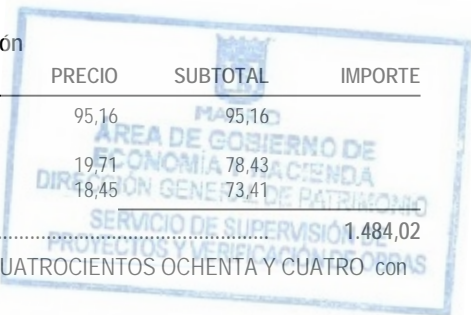 ón
PRECIO SUBTOTAL IMPORTE
95,16 95,16
MADRID
ÁREA DE GOBIERNO DE
ECONOMÍA Y HACIENDA
19,71 78,43
DIRECCIÓN GENERAL DE PATRIMONIO
18,45 73,41
SERVICIO DE SUPERVISIÓN DE
1.484,02
PROYECTOS Y VERIFICACIÓN DE OBRAS
UATROCIENTOS OCHENTA Y CUATRO con